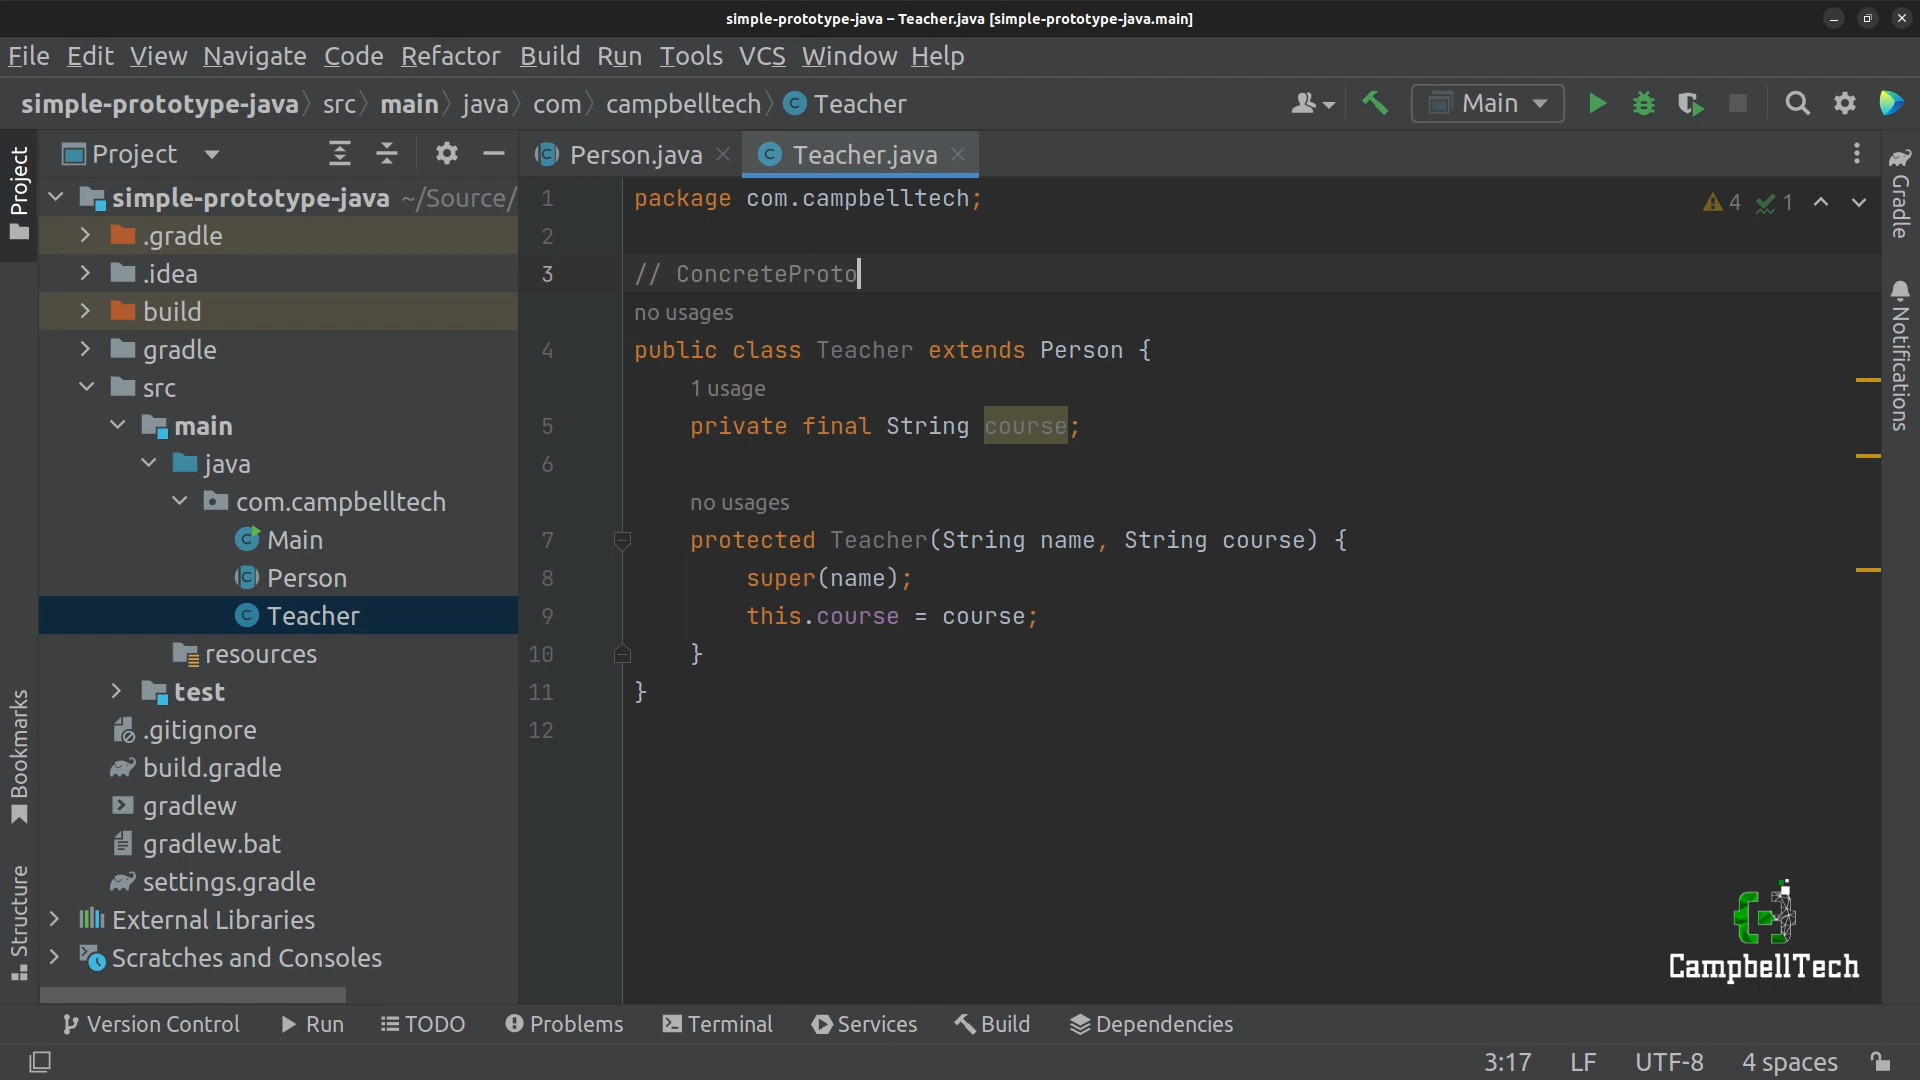 simple-prototype-java – Teacher.java [simple-prototype-java.main]
File Edit View Navigate Code Refactor Build Run Tools VCS Window Help
simple-prototype-java src main java com campbelltech Teacher
Main
Project
Project
Person.java
Teacher.java
simple-prototype-java ~/Source/
.gradle
.idea
build
gradle
src
main
java
com.campbelltech
Main
Person
Teacher
resources
test
.gitignore
build.gradle
gradlew
gradlew.bat
settings.gradle
External Libraries
Scratches and Consoles
Bookmarks
Structure
1 package com.campbelltech;
2
3 // ConcreteProto
no usages
4 public class Teacher extends Person {
1 usage
5 private final String course;
6
no usages
7 protected Teacher(String name, String course) {
8 super(name);
9 this.course = course;
10 }
11 }
12
4 1
Gradle
Notifications
CampbellTech
Version Control Run TODO Problems Terminal Services Build Dependencies
3:17 LF UTF-8 4 spaces